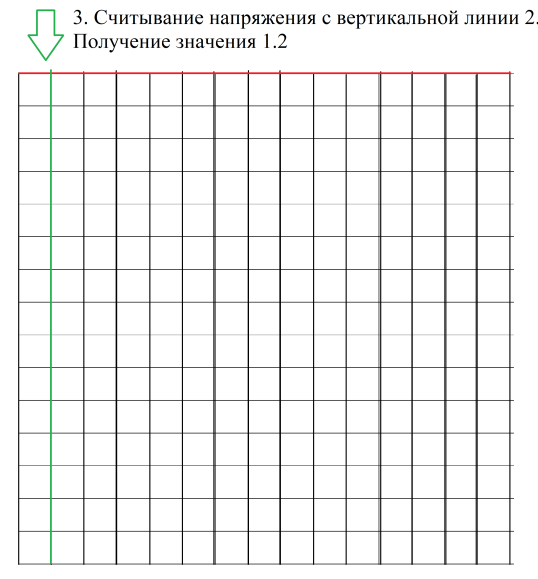 3. Считывание напряжения с вертикальной линии 2.
Получение значения 1.2